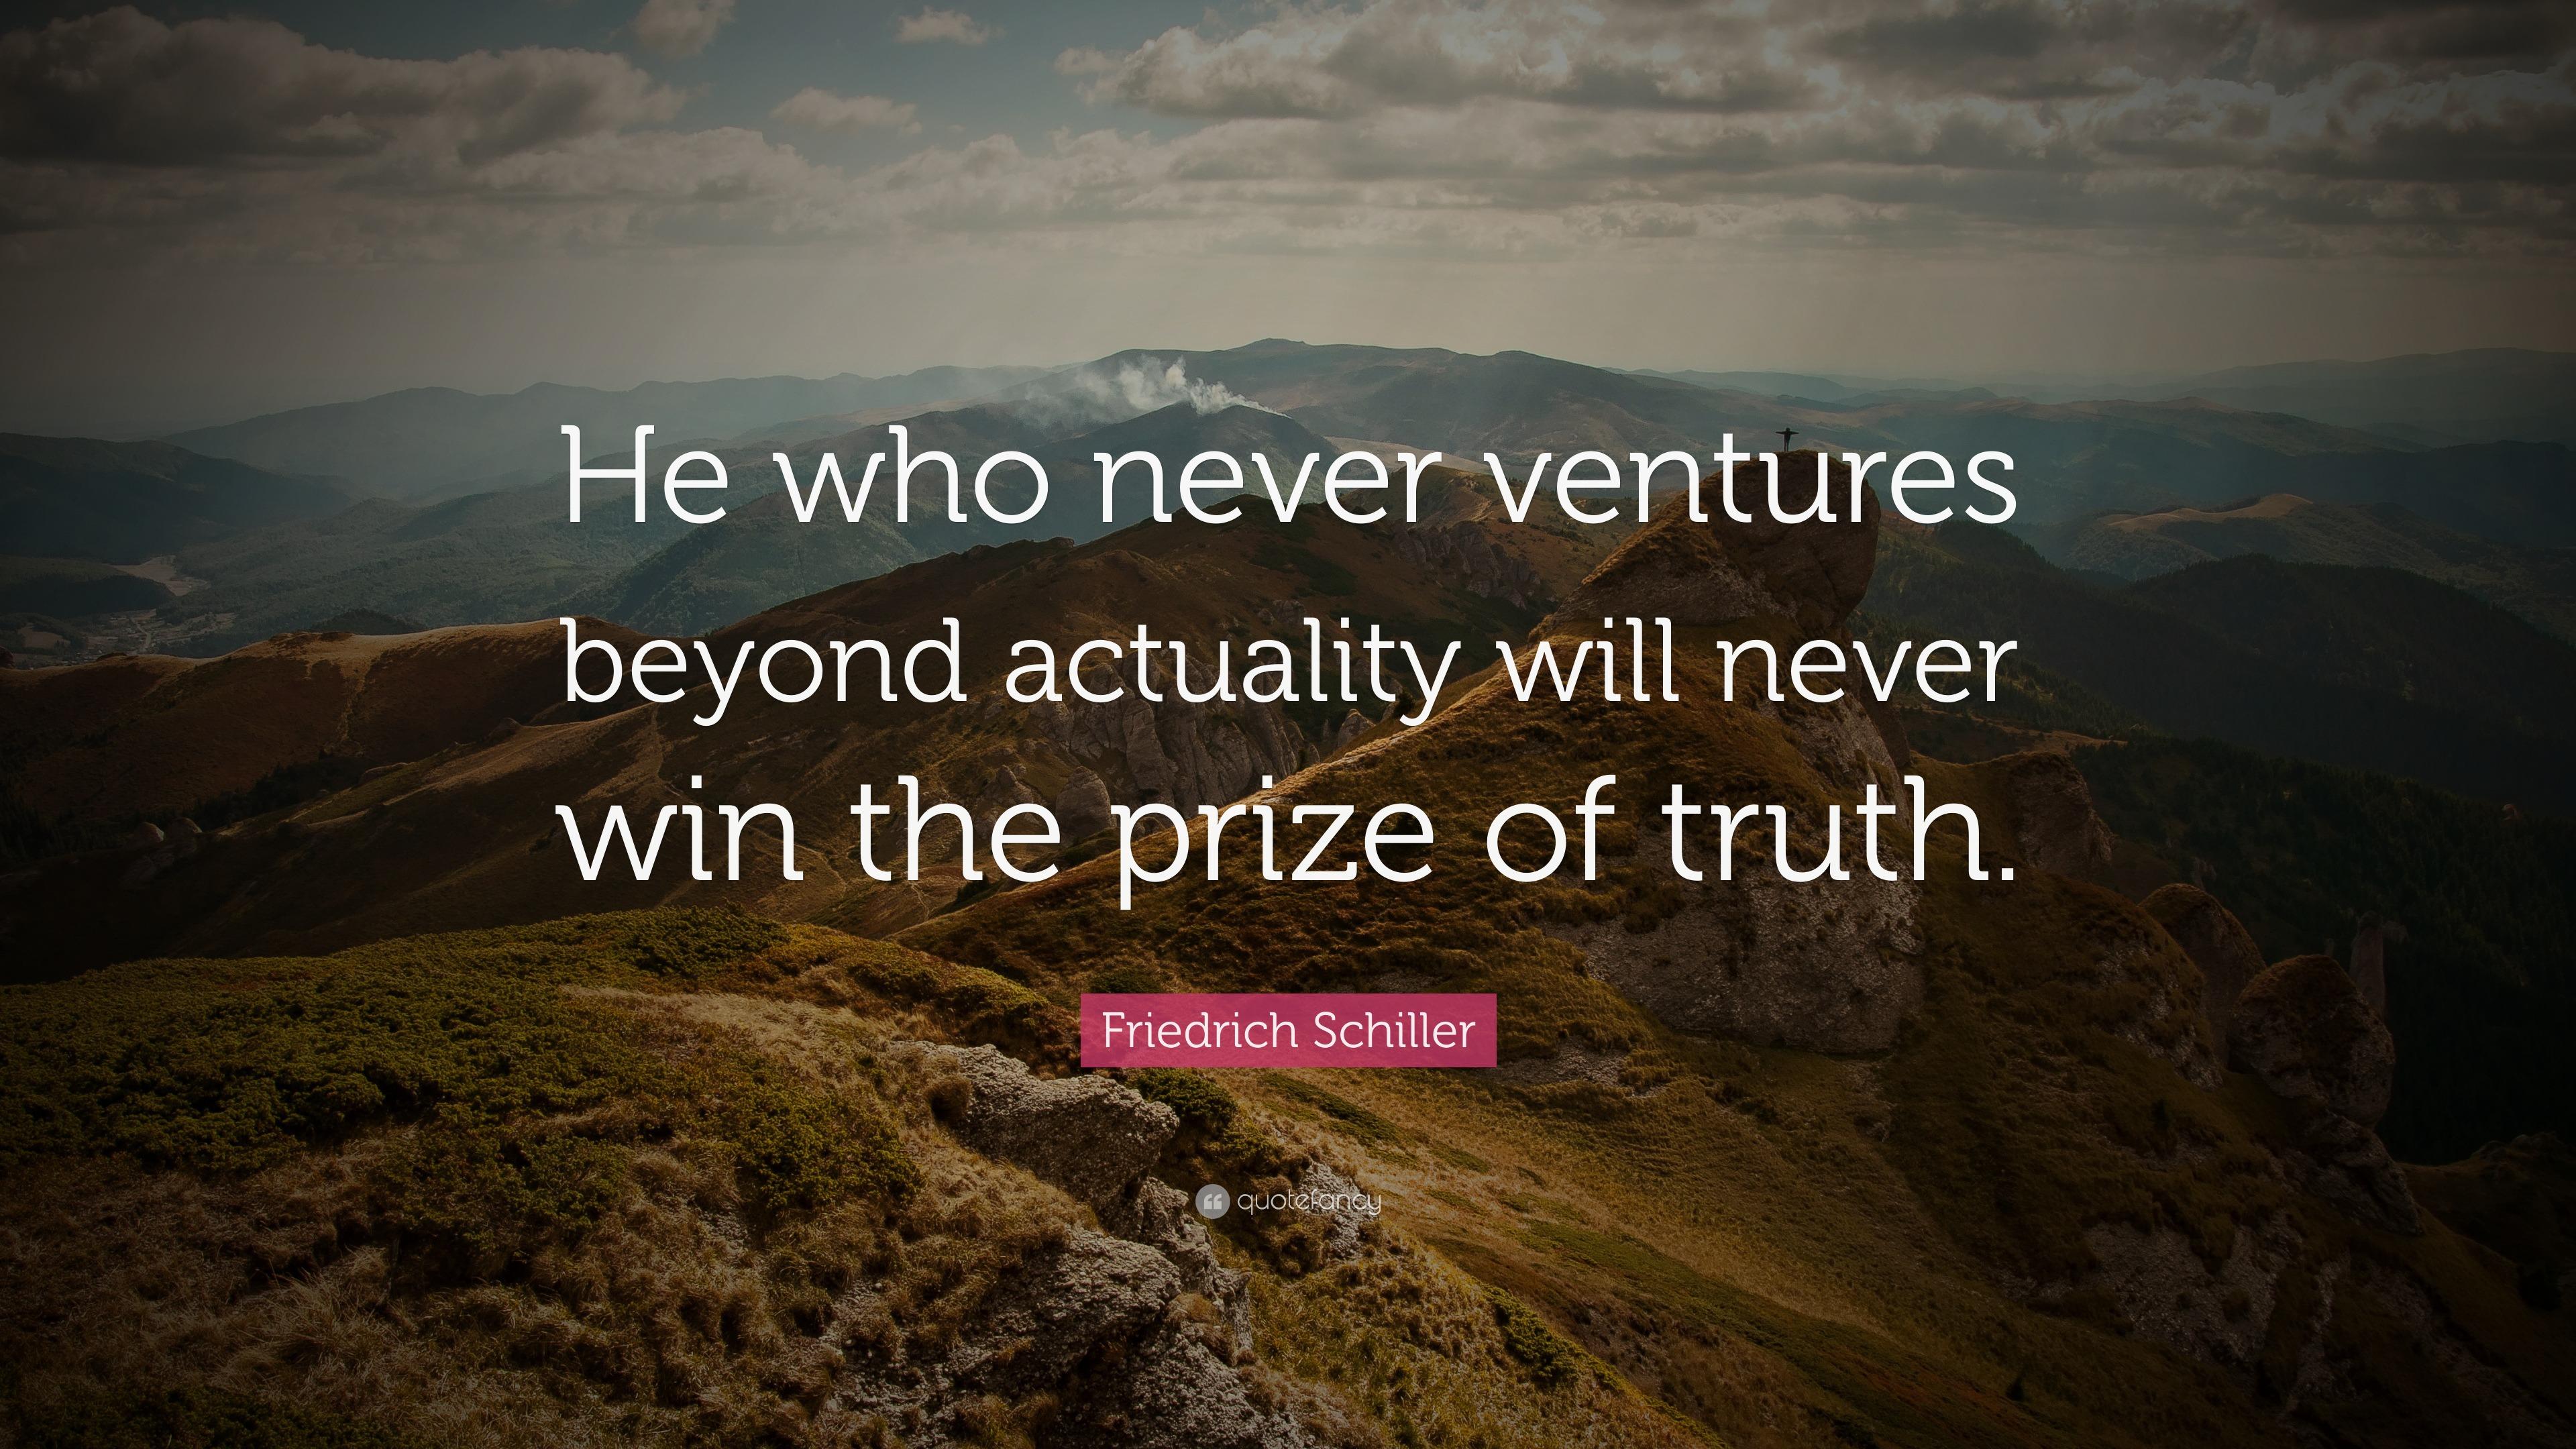 He who never ventures
beyond actuality will never
win the prize of truth.
Friedrich Schiller
quotefancy